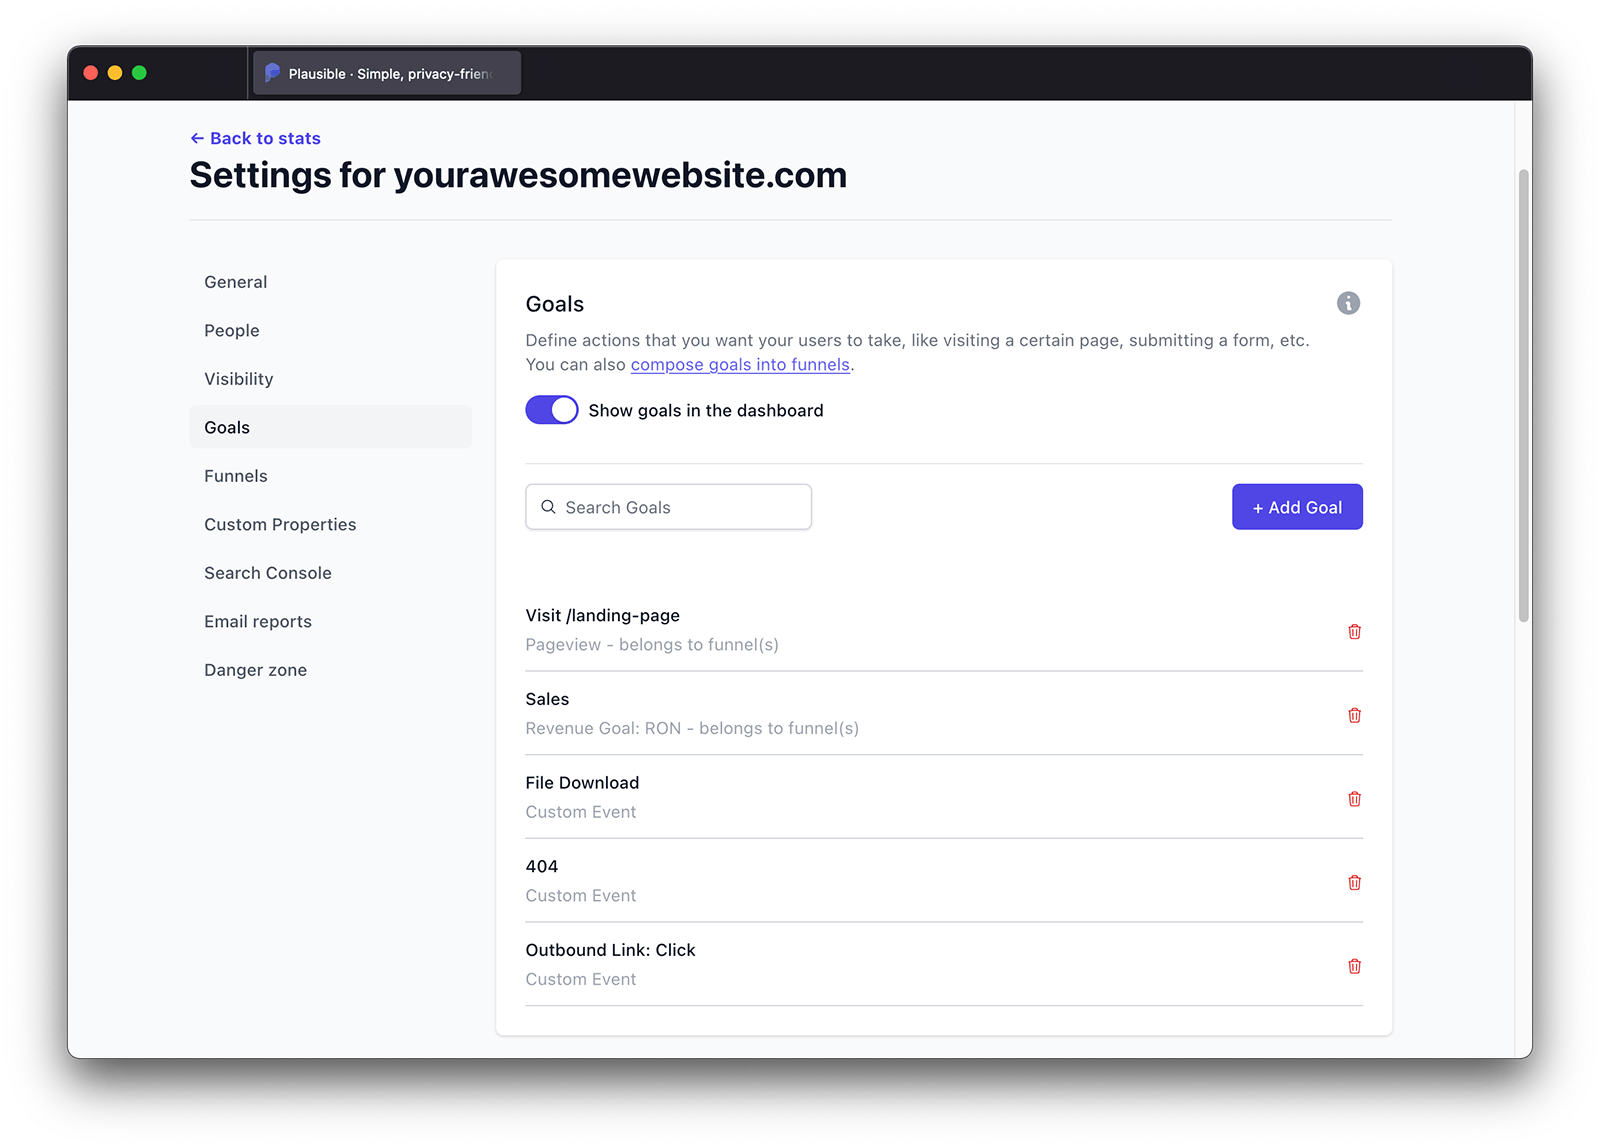 Plausible · Simple, privacy-frien
← Back to stats
Settings for yourawesomewebsite.com
General
People
Visibility
Goals
Funnels
Custom Properties
Search Console
Email reports
Danger zone
Goals
Define actions that you want your users to take, like visiting a certain page, submitting a form, etc.
You can also compose goals into funnels.
Show goals in the dashboard
Search Goals
+ Add Goal
Visit /landing-page
Pageview - belongs to funnel(s)
Sales
Revenue Goal: RON - belongs to funnel(s)
File Download
Custom Event
404
Custom Event
Outbound Link: Click
Custom Event